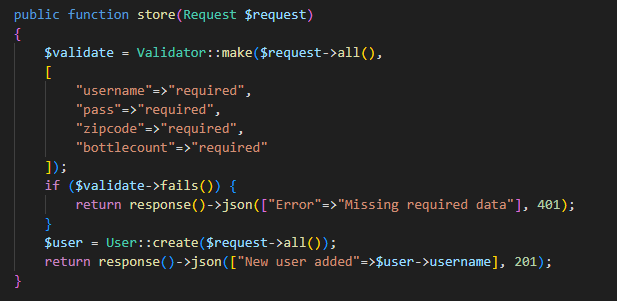 public function store(Request $request)
{
$validate = Validator::make($request->all(),
[
"username"=>"required",
"pass"=>"required",
"zipcode"=>"required",
"bottlecount"=>"required"
]);
if ($validate->fails()) {
return response()->json(["Error"=>"Missing required data"], 401);
}
$user = User::create($request->all());
return response()->json(["New user added"=>$user->username], 201);
}